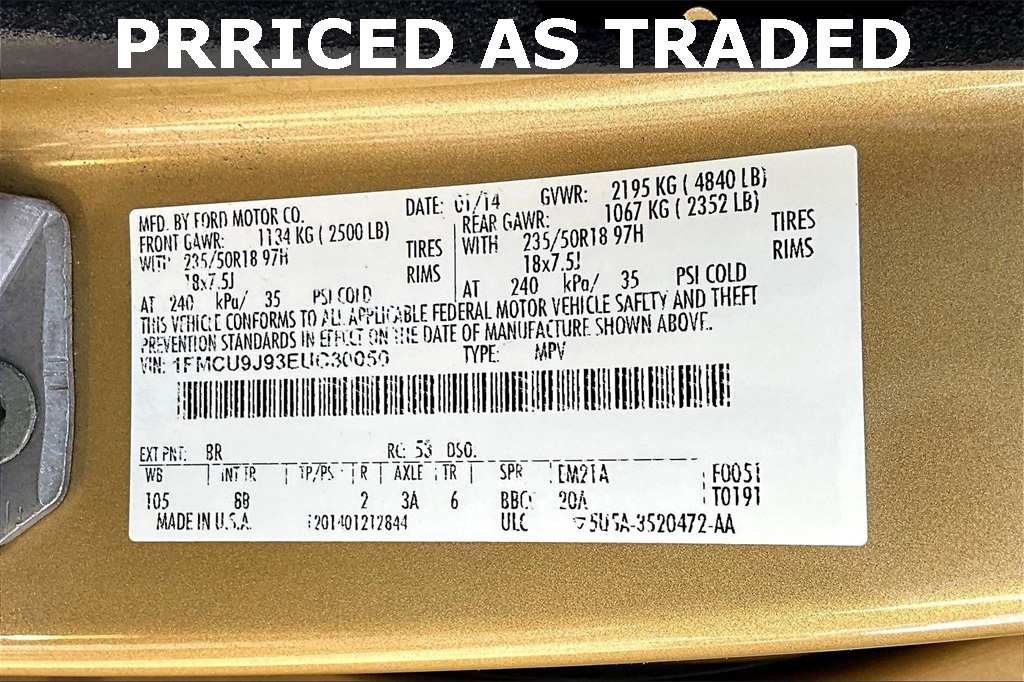 PRRICED AS TRADED
MFD. BY FORD MOTOR CO. DATE: 01/14 GVWR: 2195 KG ( 4840 LB)
FRONT GAWR: 1134 KG ( 2500 LB) REAR GAWR: 1067 KG ( 2352 LB)
WITH 235/50R18 97H TIRES WITH 235/50R18 97H TIRES
18x7.5J RIMS 18x7.5J RIMS
AT 240 kPa/ 35 PSI COLD AT 240 kPa/ 35 PSI COLD
THIS VEHICLE CONFORMS TO ALL APPLICABLE FEDERAL MOTOR VEHICLE SAFETY AND THEFT
PREVENTION STANDARDS IN EFFECT ON THE DATE OF MANUFACTURE SHOWN ABOVE.
VIN: TYPE: MPV
EXT PNT: BR RC: 53 DSO:
WB INT TR TP/PS R AXLE TR SPR EM21A F0051
105 8B 2 3A 6 20A T0191
MADE IN U.S.A. 201401212844 5U5A-3520472-AA